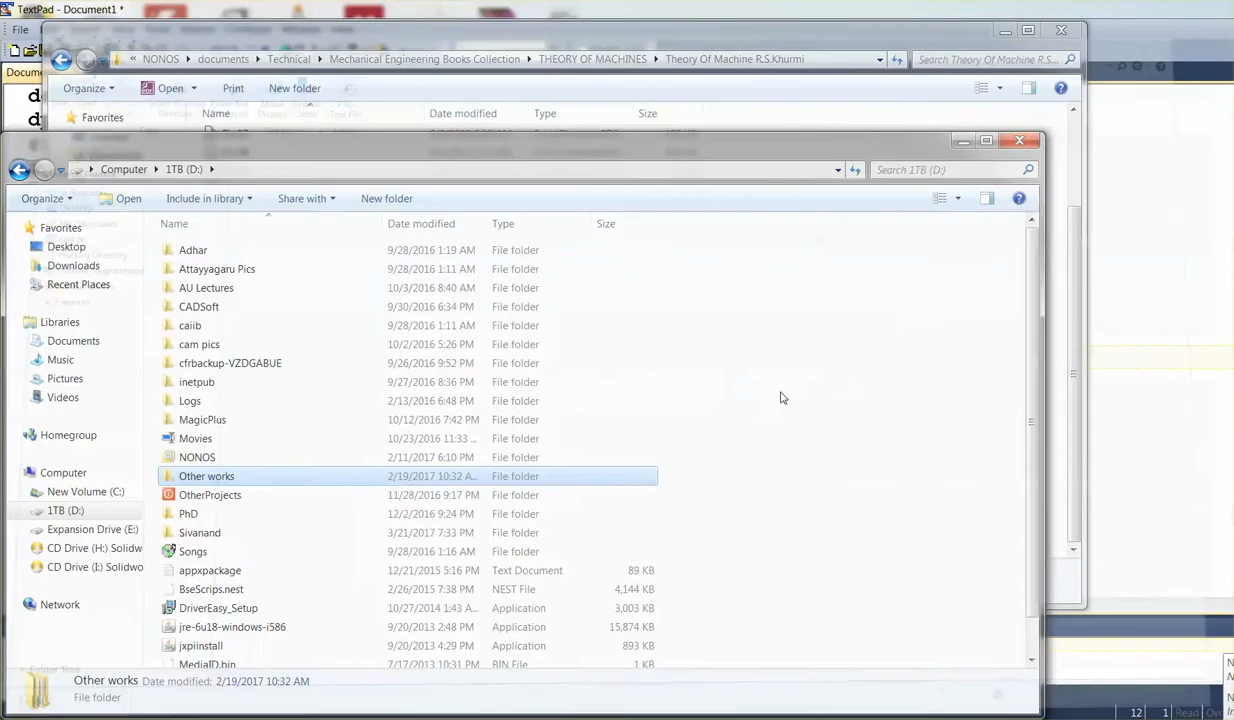 TextPad - Document1 *
File
« NONOS documents Technical Mechanical Engineering Books Collection THEORY OF MACHINES Theory Of Machine R.S.Khurmi Search Theory Of Machine R.S...
Docume
Organize Open Print New folder
Favorites Name Date modified Type Size
Computer 1TB (D:) Search 1TB (D:)
Organize Open Include in library Share with New folder
Favorites
Desktop
Downloads
Recent Places
Libraries
Documents
Music
Pictures
Videos
Homegroup
Computer
New Volume (C:)
1TB (D:)
Expansion Drive (E:)
CD Drive (H:) Solidw
CD Drive (I:) Solidwo
Network
Name Date modified Type Size
Adhar 9/28/2016 1:19 AM File folder
Attayyagaru Pics 9/28/2016 1:11 AM File folder
AU Lectures 10/3/2016 8:40 AM File folder
CADSoft 9/30/2016 6:34 PM File folder
caiib 9/28/2016 1:11 AM File folder
cam pics 10/2/2016 5:26 PM File folder
cfrbackup-VZDGABUE 9/26/2016 9:52 PM File folder
inetpub 9/27/2016 8:36 PM File folder
Logs 2/13/2016 6:48 PM File folder
MagicPlus 10/12/2016 7:42 PM File folder
Movies 10/23/2016 11:33 ... File folder
NONOS 2/11/2017 6:10 PM File folder
Other works 2/19/2017 10:32 A... File folder
OtherProjects 11/28/2016 9:17 PM File folder
PhD 12/2/2016 9:24 PM File folder
Sivanand 3/21/2017 7:33 PM File folder
Songs 9/28/2016 1:16 AM File folder
appxpackage 12/21/2015 5:16 PM Text Document 89 KB
BseScrips.nest 2/26/2015 7:38 PM NEST File 4,144 KB
DriverEasy_Setup 10/27/2014 1:43 A... Application 3,003 KB
jre-6u18-windows-i586 9/20/2013 2:48 PM Application 15,874 KB
jxpiinstall 9/20/2013 4:29 PM Application 893 KB
MediaID.bin 7/17/2013 10:31 PM BIN File 1 KB
Other works Date modified: 2/19/2017 10:32 AM
File folder
12 1 Read